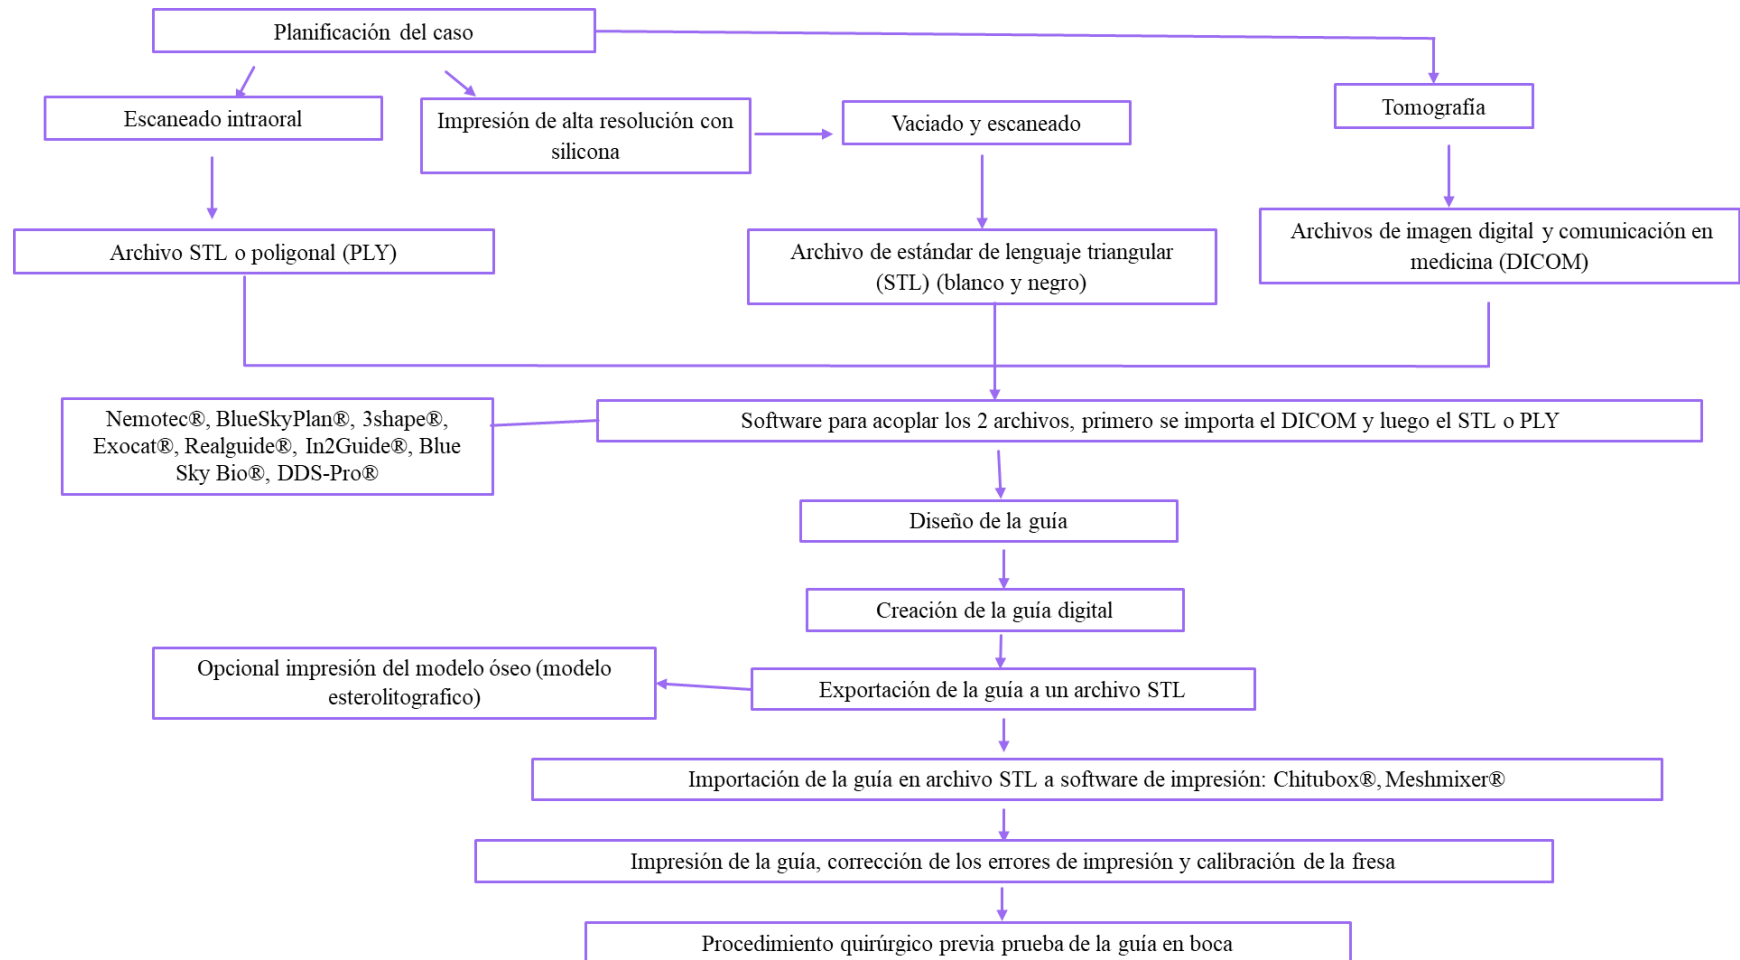 Planificación del caso
Escaneado intraoral
Impresión de alta resolución con
silicona
Vaciado y escaneado
Tomografía
Archivo STL o poligonal (PLY)
Archivo de estándar de lenguaje triangular
(STL) (blanco y negro)
Archivos de imagen digital y comunicación en
medicina (DICOM)
Nemotec®, BlueSkyPlan®, 3shape®,
Exocat®, Realguide®, In2Guide®, Blue
Sky Bio®, DDS-Pro®
Software para acoplar los 2 archivos, primero se importa el DICOM y luego el STL o PLY
Diseño de la guía
Creación de la guía digital
Opcional impresión del modelo óseo (modelo
esterolitografico)
Exportación de la guía a un archivo STL
Importación de la guía en archivo STL a software de impresión: Chitubox®, Meshmixer®
Impresión de la guía, corrección de los errores de impresión y calibración de la fresa
Procedimiento quirúrgico previa prueba de la guía en boca